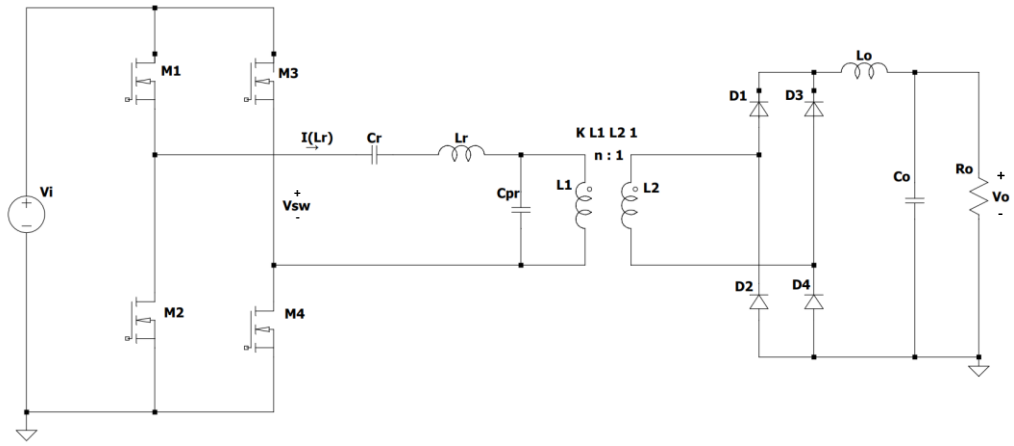 M1
M3
D1
D3
Lo
I(Lr)
Cr
Lr
K L1 L2 1
n : 1
Vi
+
Vsw
-
Cpr
L1
L2
Co
Ro
+
Vo
-
M2
M4
D2
D4